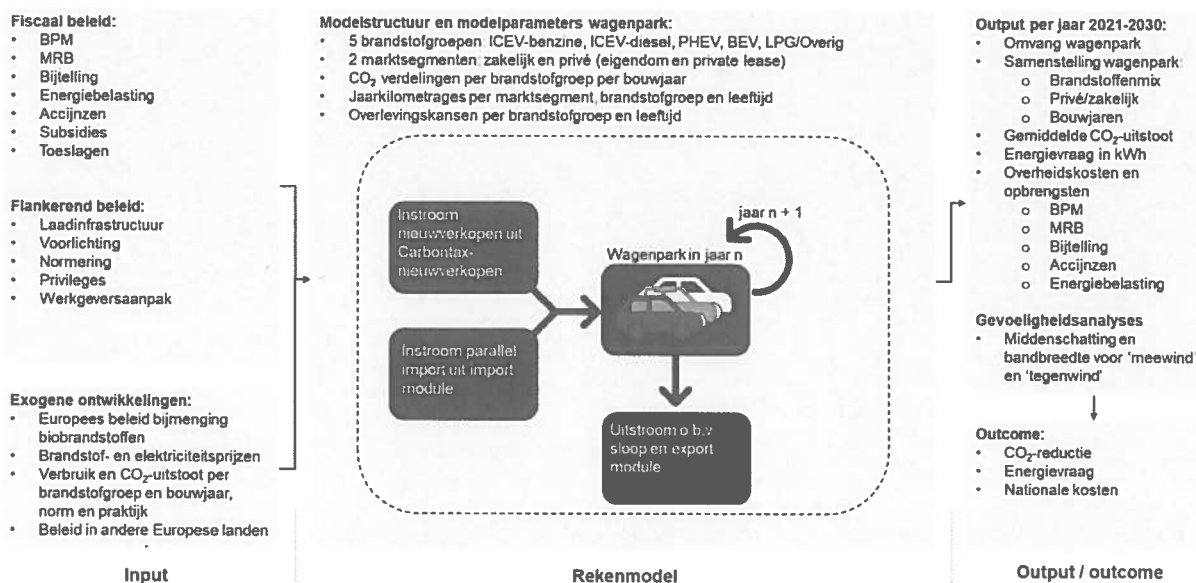 Fiscaal beleid:
• BPM
• MRB
• Bijtelling
• Energiebelasting
• Accijnzen
• Subsidies
• Toeslagen
Flankerend beleid:
• Laadinfrastructuur
• Voorlichting
• Normering
• Privileges
• Werkgeversaanpak
Exogene ontwikkelingen:
• Europees beleid bijmenging
biobrandstoffen
• Brandstof- en elektriciteitsprijzen
• Verbruik en CO₂-uitstoot per
brandstofgroep en bouwjaar,
norm en praktijk
• Beleid in andere Europese landen
Input
Modelstructuur en modelparameters wagenpark:
• 5 brandstofgroepen: ICEV-benzine, ICEV-diesel, PHEV, BEV, LPG/Overig
• 2 marktsegmenten: zakelijk en privé (eigendom en private lease)
• CO₂ verdelingen per brandstofgroep per bouwjaar
• Jaarkilometrages per marktsegment, brandstofgroep en leeftijd
• Overlevingskansen per brandstofgroep en leeftijd
Instroom
nieuwverkopen uit
Carbontax-
nieuwverkopen
Instroom parallel
import uit import
module
jaar n + 1
Wagenpark in jaar n
Uitstroom o.b.v
sloop en export
module
Rekenmodel
Output per jaar 2021-2030:
• Omvang wagenpark
• Samenstelling wagenpark:
o Brandstoffenmix
o Privé/zakelijk
o Bouwjaren
• Gemiddelde CO₂-uitstoot
• Energievraag in kWh
• Overheidskosten en
opbrengsten
o BPM
o MRB
o Bijtelling
o Accijnzen
o Energiebelasting
Gevoeligheidsanalyses
• Middenschatting en
bandbreedte voor 'meewind'
en 'tegenwind'
Outcome:
• CO₂-reductie
• Energievraag
• Nationale kosten
Output / outcome